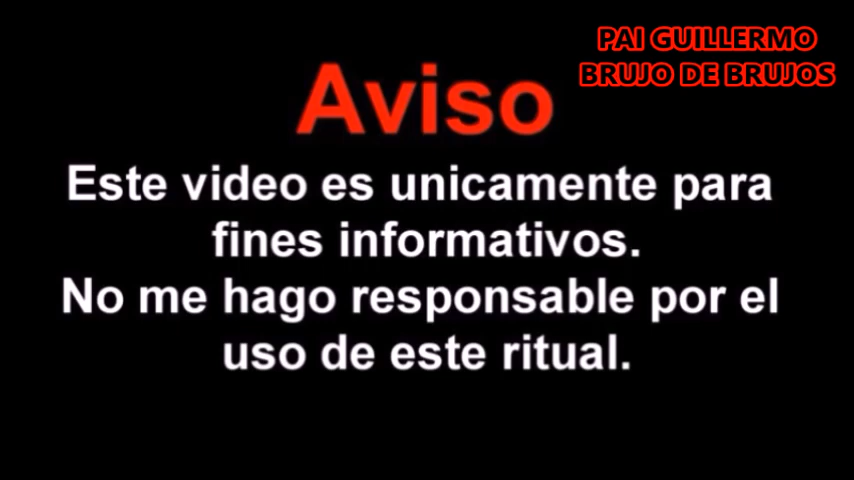 PAI GUILLERMO
BRUJO DE BRUJOS
Aviso
Este video es unicamente para
fines informativos.
No me hago responsable por el
uso de este ritual.